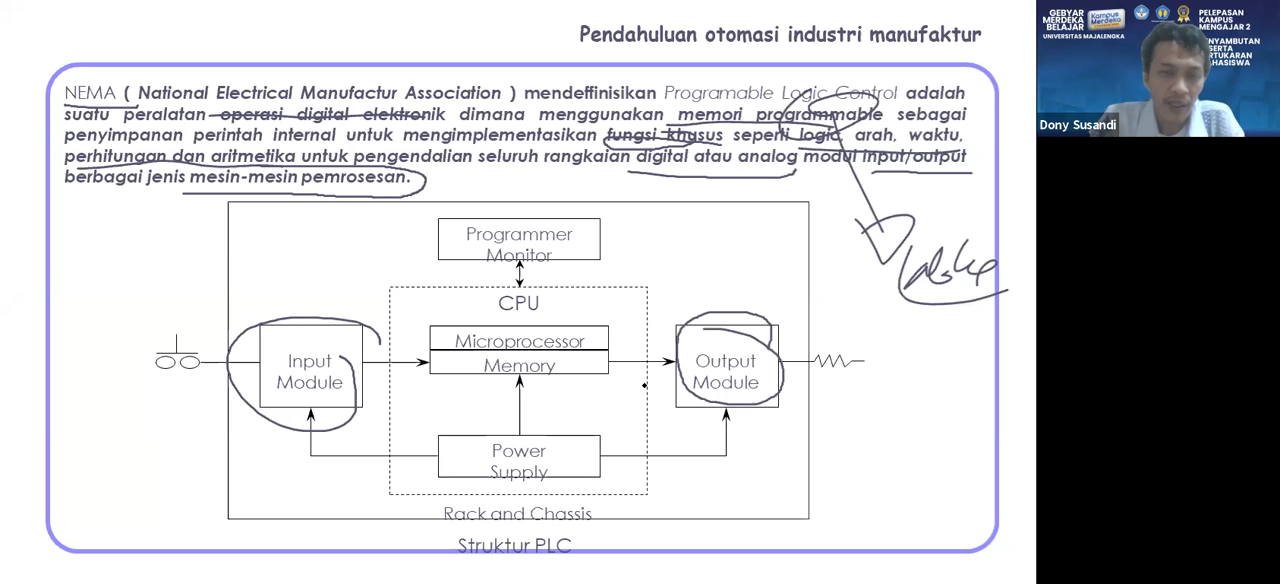 Pendahuluan otomasi industri manufaktur
NEMA ( National Electrical Manufactur Association ) mendeffinisikan Programable Logic Control adalah
suatu peralatan operasi digital elektronik dimana menggunakan memori programmable sebagai
penyimpanan perintah internal untuk mengimplementasikan fungsi khusus seperti logic, arah, waktu,
perhitungan dan aritmetika untuk pengendalian seluruh rangkaian digital atau analog modul input/output
berbagai jenis mesin-mesin pemrosesan.
Programmer
Monitor
CPU
Microprocessor
Memory
Input
Module
Output
Module
Power
Supply
Rack and Chassis
Struktur PLC
GEBYAR
MERDEKA
BELAJAR
UNIVERSITAS MAJALENGKA
Kampus
Merdeka
PELEPASAN
KAMPUS
MENGAJAR 2
Dony Susandi